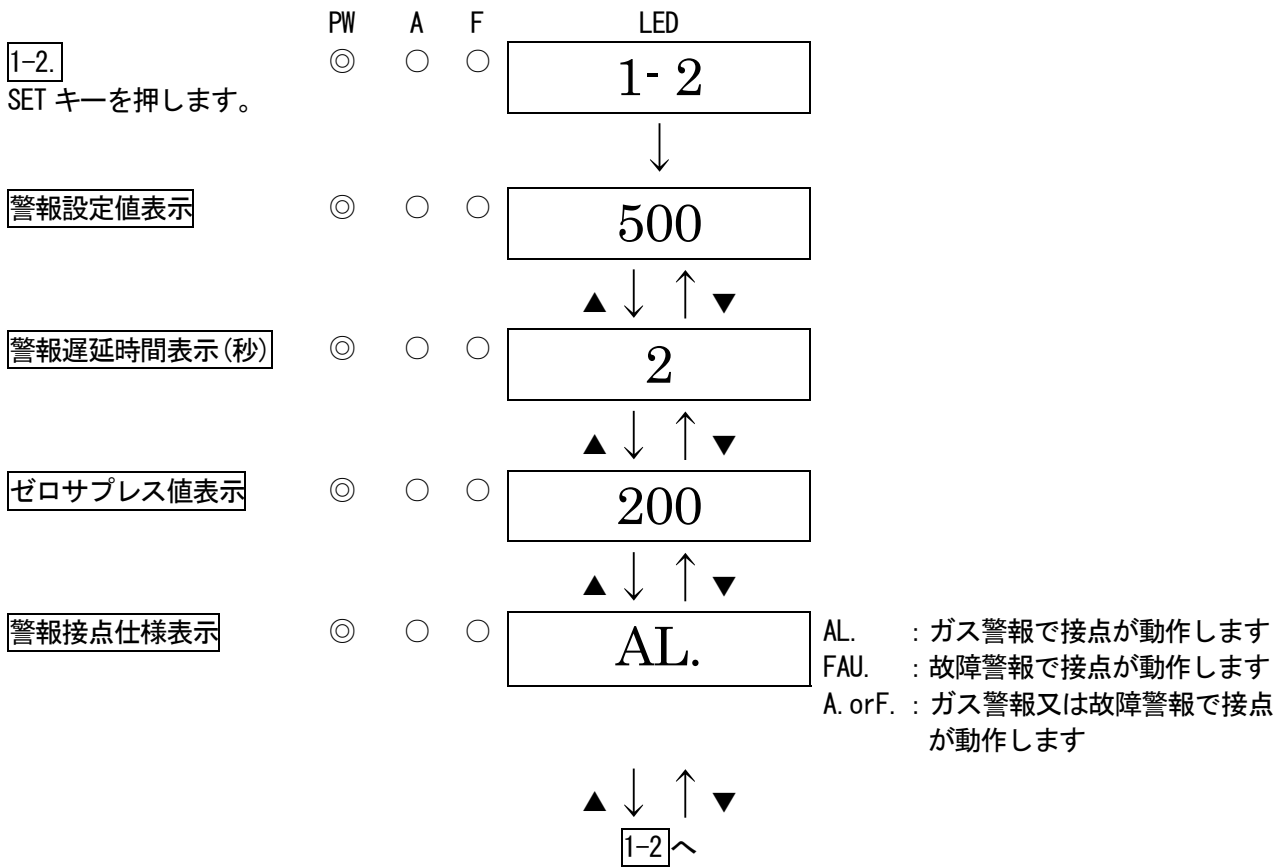 PW A F LED
1-2. ◎ ○ ○ 1- 2
SET キーを押します。
↓
警報設定値表示 ◎ ○ ○ 500
▲ ↓ ↑ ▼
警報遅延時間表示(秒) ◎ ○ ○ 2
▲ ↓ ↑ ▼
ゼロサプレス値表示 ◎ ○ ○ 200
▲ ↓ ↑ ▼
警報接点仕様表示 ◎ ○ ○ AL.
AL. : ガス警報で接点が動作します
FAU. : 故障警報で接点が動作します
A.orF. : ガス警報又は故障警報で接点
が動作します
▲ ↓ ↑ ▼
1-2 へ